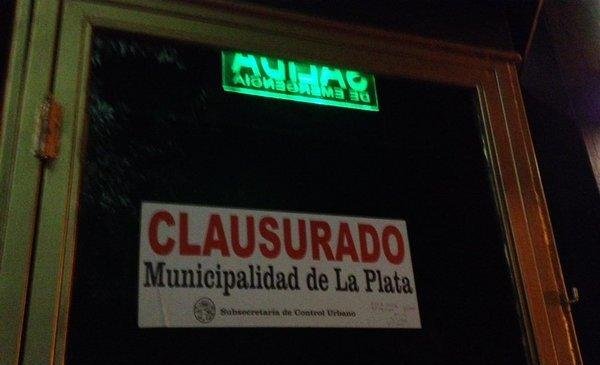 SALIDA
DE EMERGENCIA
CLAUSURADO
Municipalidad de La Plata
Subsecretaría de Control Urbano